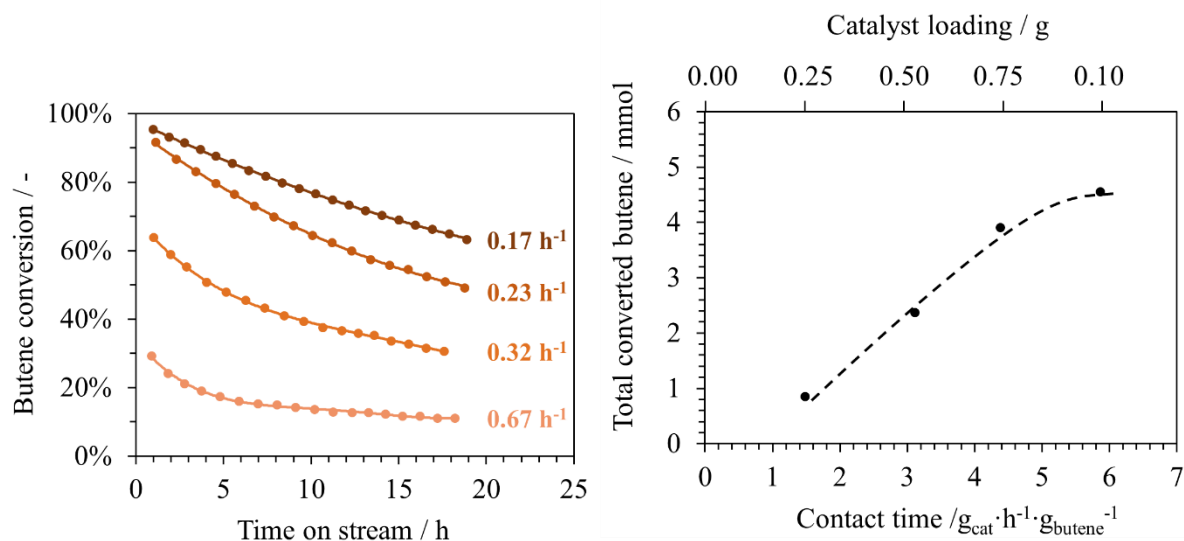 100%
80%
60%
40%
20%
0%
Butene conversion / -
0.17 h⁻¹
0.23 h⁻¹
0.32 h⁻¹
0.67 h⁻¹
0 5 10 15 20 25
Time on stream / h
Catalyst loading / g
0.00 0.25 0.50 0.75 0.10
6
5
4
3
2
1
0
Total converted butene / mmol
0 1 2 3 4 5 6 7
Contact time /g_cat·h⁻¹·g_butene⁻¹